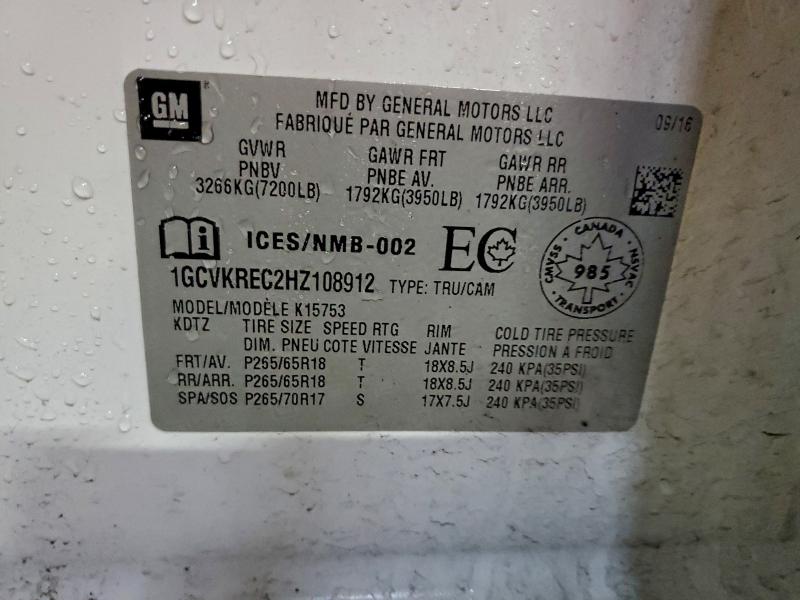 GM
MFD BY GENERAL MOTORS LLC
FABRIQUÉ PAR GENERAL MOTORS LLC
09/16
GVWR GAWR FRT GAWR RR
PNBV PNBE AV. PNBE ARR.
3266KG(7200LB) 1792KG(3950LB) 1792KG(3950LB)
i ICES/NMB-002 EC
CANADA
CMVSS 985 NSVAC
TRANSPORT
1GCVKREC2HZ108912 TYPE: TRU/CAM
MODEL/MODÈLE K15753
KDTZ TIRE SIZE SPEED RTG RIM COLD TIRE PRESSURE
DIM. PNEU COTE VITESSE JANTE PRESSION A FROID
FRT/AV. P265/65R18 T 18X8.5J 240 KPA(35PSI)
RR/ARR. P265/65R18 T 18X8.5J 240 KPA(35PSI)
SPA/SOS P265/70R17 S 17X7.5J 240 KPA(35PSI)